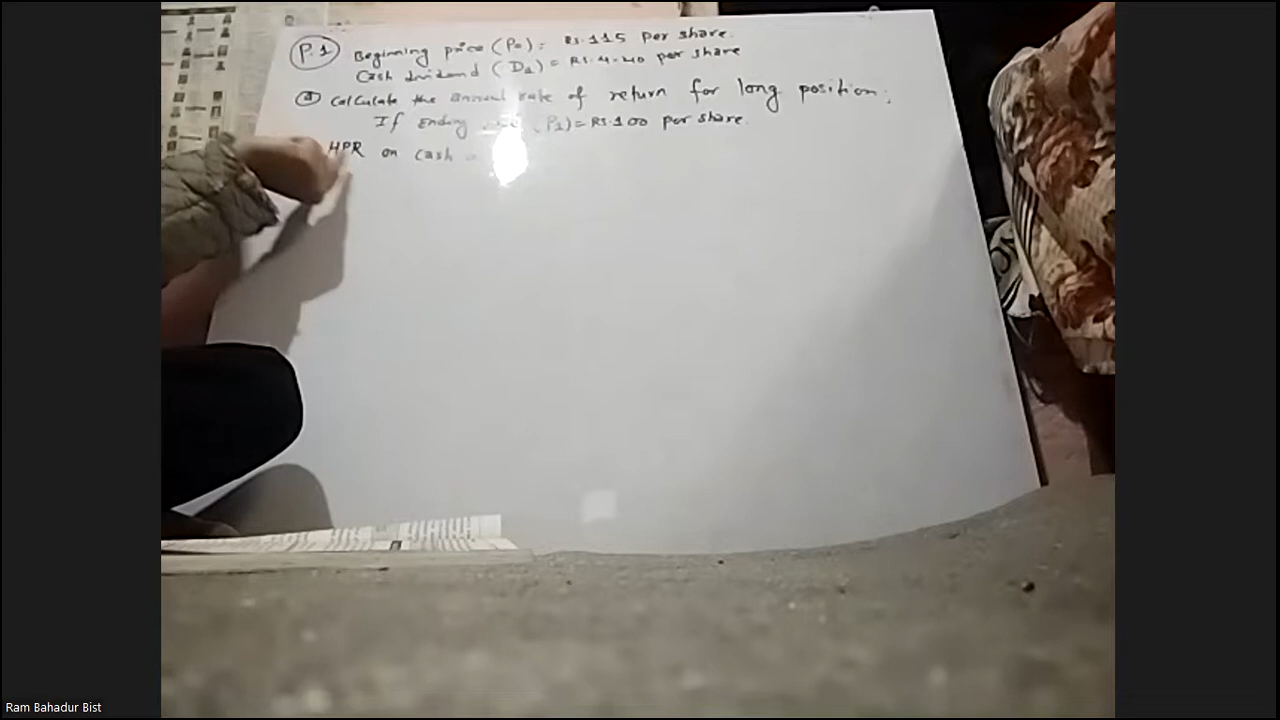 P.1 Beginning price (P₀) = Rs.115 per share.
Cash dividend (D₁) = Rs.4.40 per share
ⓐ Calculate the annual rate of return for long position;
If Ending (P₁) = Rs.100 per share.
HPR on cash
Ram Bahadur Bist